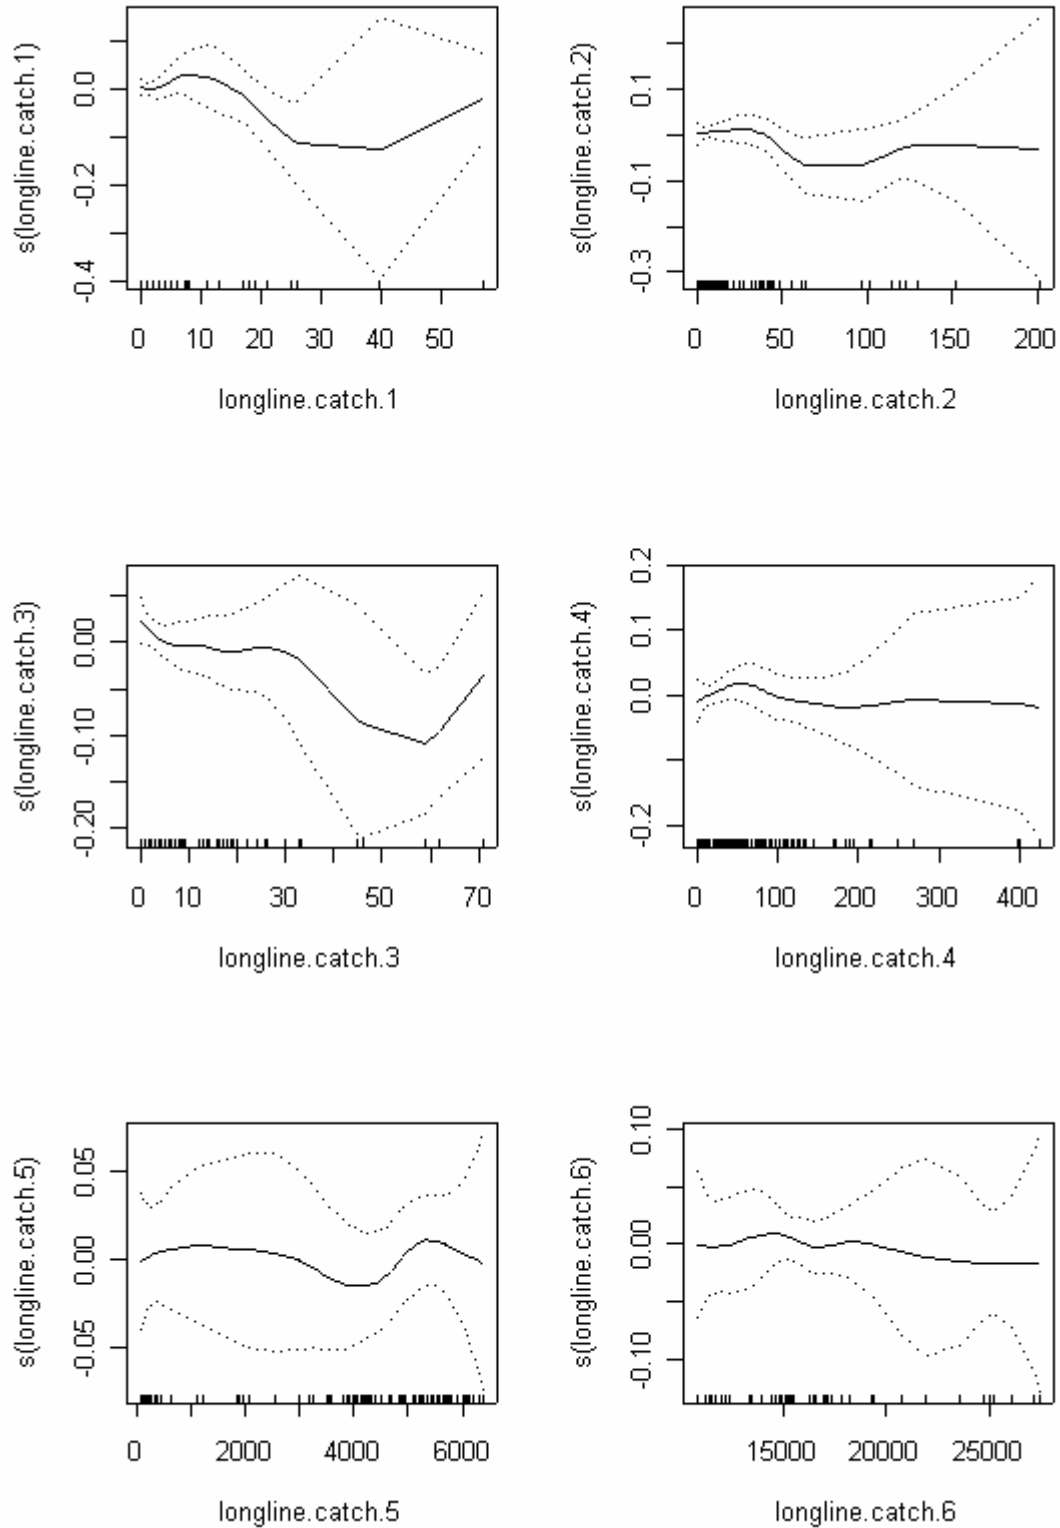 s(longline.catch.1)
0.0
-0.2
-0.4
0 10 20 30 40 50
longline.catch.1
s(longline.catch.2)
0.1
-0.1
-0.3
0 50 100 150 200
longline.catch.2
s(longline.catch.3)
0.00
-0.10
-0.20
0 10 30 50 70
longline.catch.3
s(longline.catch.4)
0.2
0.1
0.0
-0.2
0 100 200 300 400
longline.catch.4
s(longline.catch.5)
0.05
0.00
-0.05
0 2000 4000 6000
longline.catch.5
s(longline.catch.6)
0.10
0.00
-0.10
15000 20000 25000
longline.catch.6